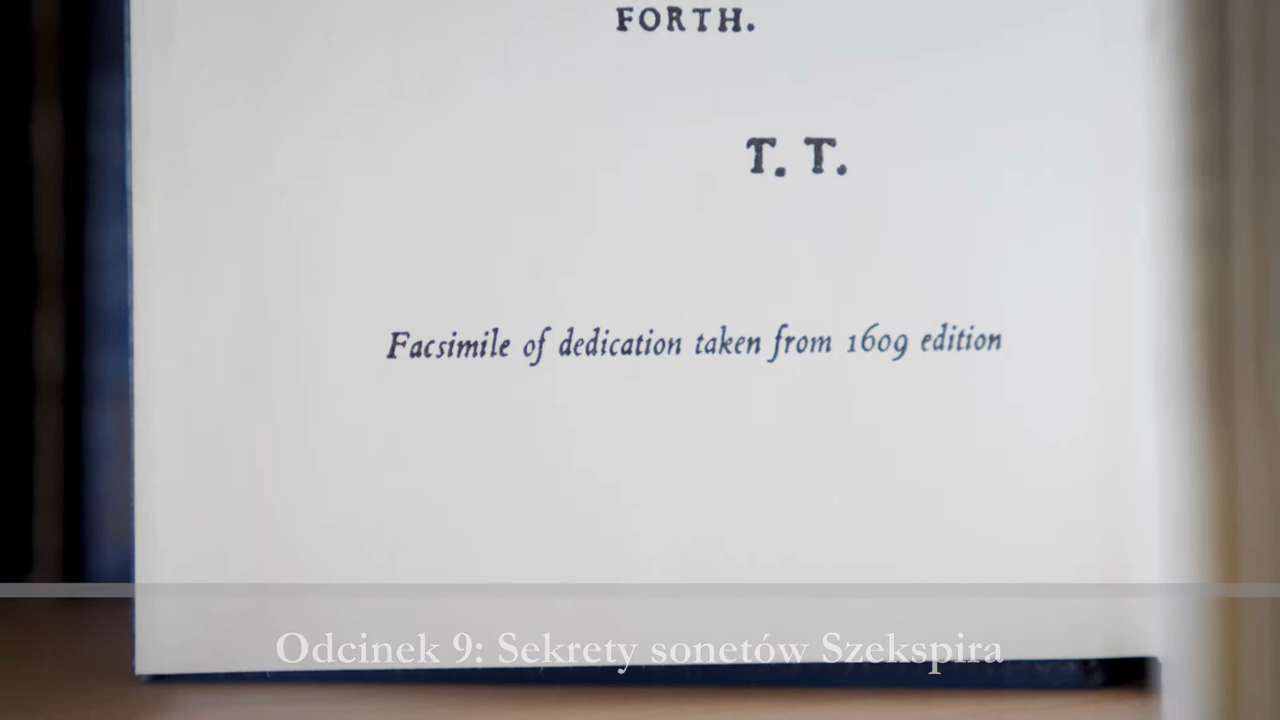 FORTH.
T. T.
Facsimile of dedication taken from 1609 edition
Odcinek 9: Sekrety sonetów Szekspira